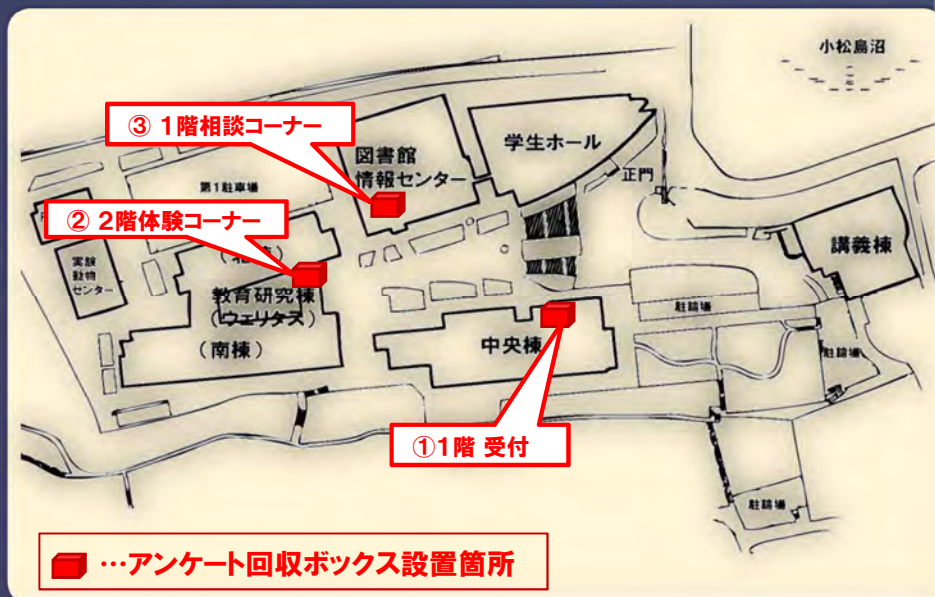 小松島沼
③ 1階相談コーナー
図書館
情報センター
学生ホール
正門
第1駐車場
② 2階体験コーナー
講義棟
実験
動物
センター
教育研究棟
(ウェリタス)
(南棟)
中央棟
駐輪場
駐輪場
①1階 受付
駐輪場
…アンケート回収ボックス設置箇所